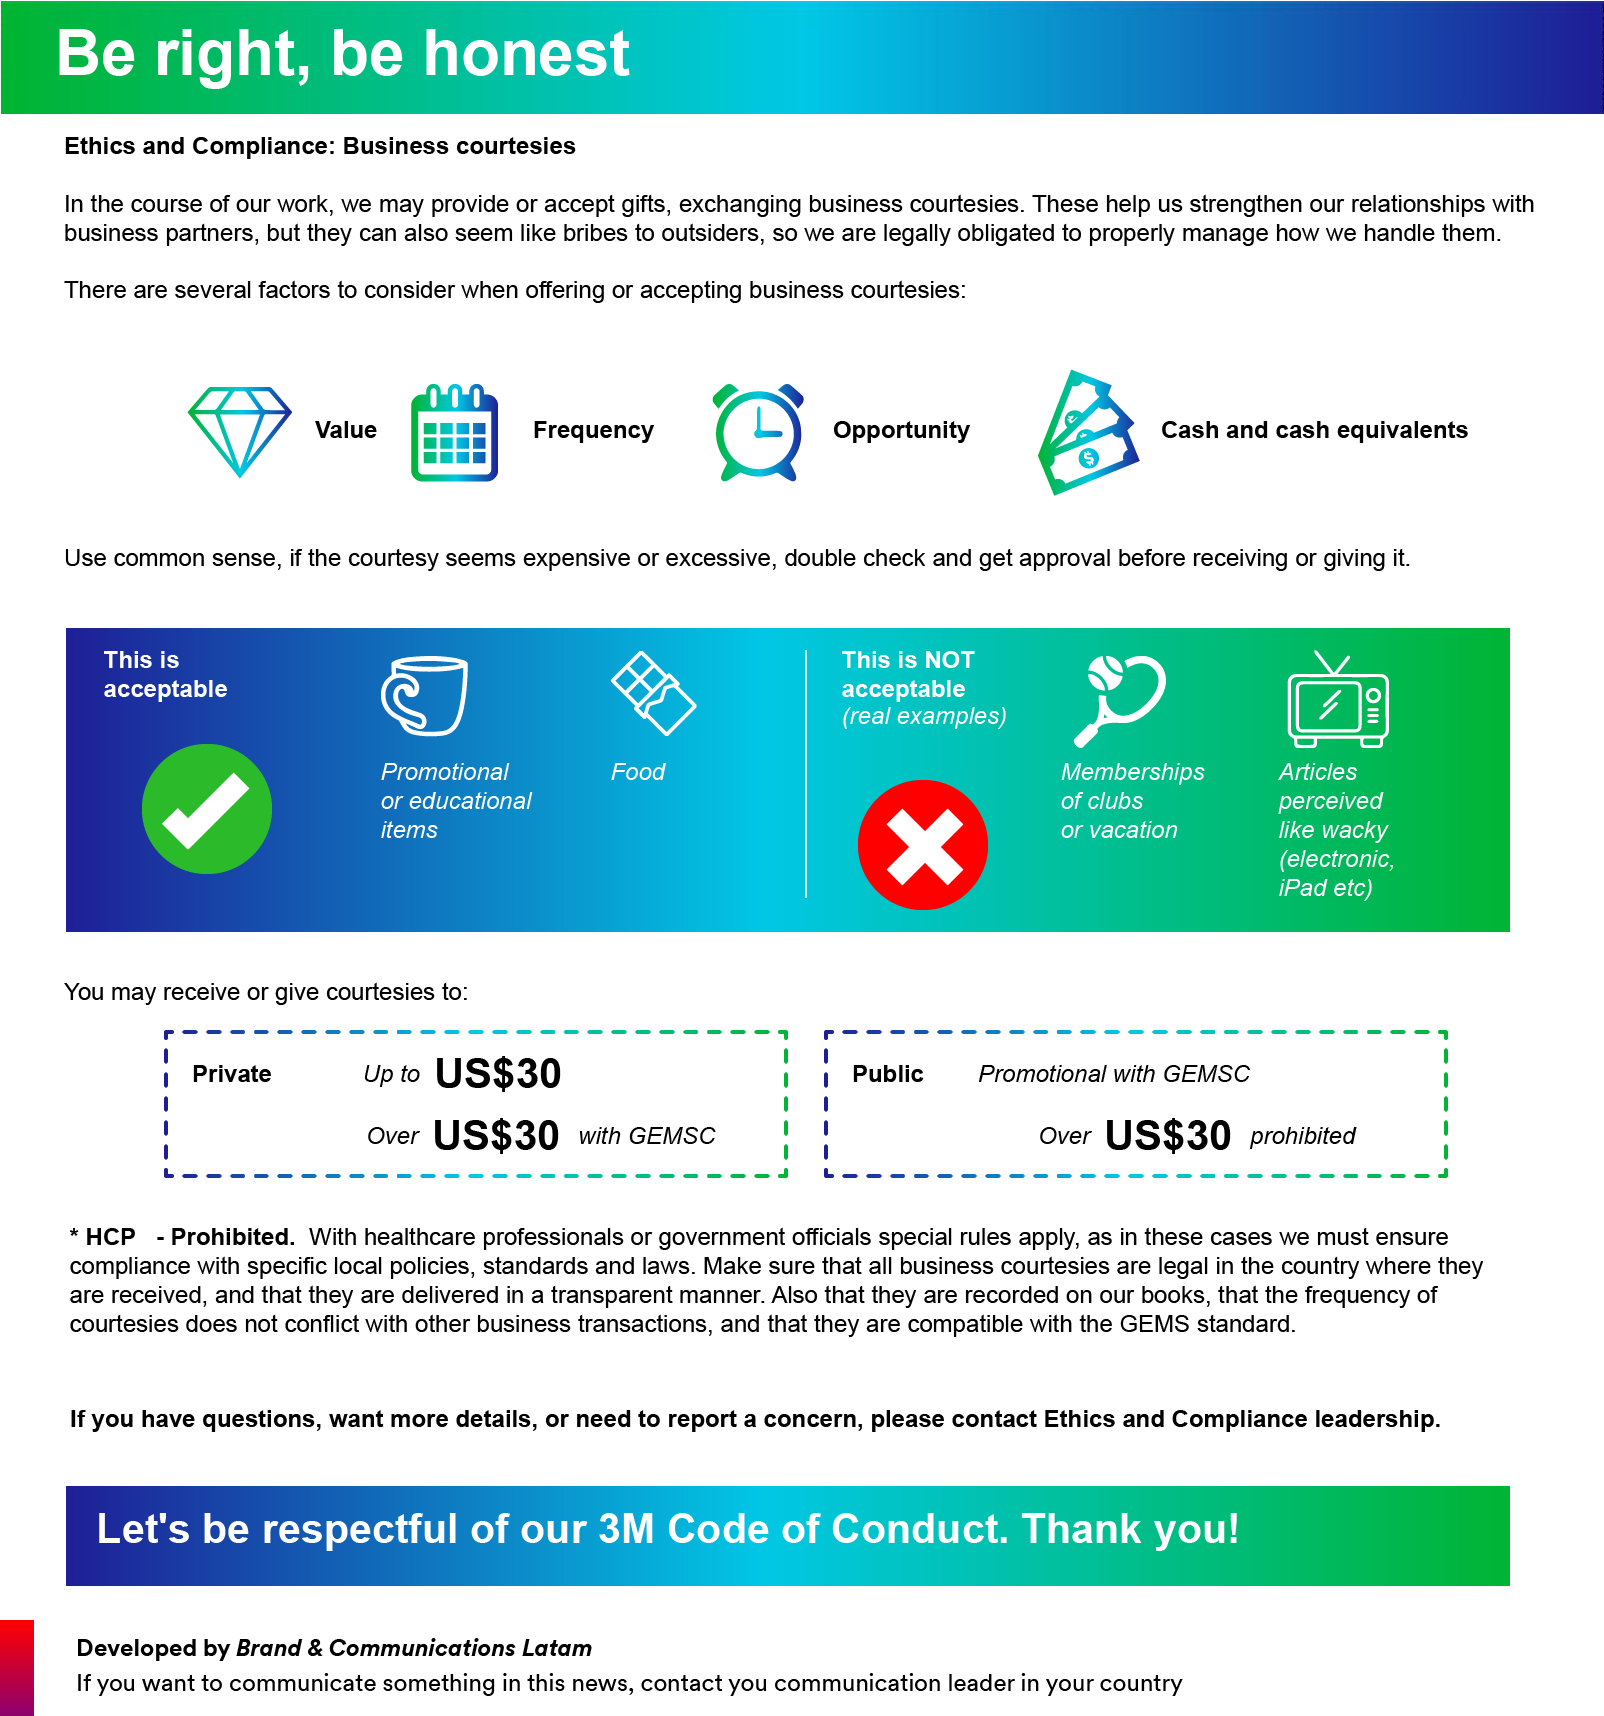 Be right, be honest
Ethics and Compliance: Business courtesies
In the course of our work, we may provide or accept gifts, exchanging business courtesies. These help us strengthen our relationships with
business partners, but they can also seem like bribes to outsiders, so we are legally obligated to properly manage how we handle them.
There are several factors to consider when offering or accepting business courtesies:
Value
Frequency
Opportunity
Cash and cash equivalents
Use common sense, if the courtesy seems expensive or excessive, double check and get approval before receiving or giving it.
This is
acceptable
Promotional
or educational
items
Food
This is NOT
acceptable
(real examples)
Memberships
of clubs
or vacation
Articles
perceived
like wacky
(electronic,
iPad etc)
You may receive or give courtesies to:
Private Up to US$30
Over US$30 with GEMSC
Public Promotional with GEMSC
Over US$30 prohibited
* HCP - Prohibited. With healthcare professionals or government officials special rules apply, as in these cases we must ensure
compliance with specific local policies, standards and laws. Make sure that all business courtesies are legal in the country where they
are received, and that they are delivered in a transparent manner. Also that they are recorded on our books, that the frequency of
courtesies does not conflict with other business transactions, and that they are compatible with the GEMS standard.
If you have questions, want more details, or need to report a concern, please contact Ethics and Compliance leadership.
Let's be respectful of our 3M Code of Conduct. Thank you!
Developed by Brand & Communications Latam
If you want to communicate something in this news, contact you communication leader in your country